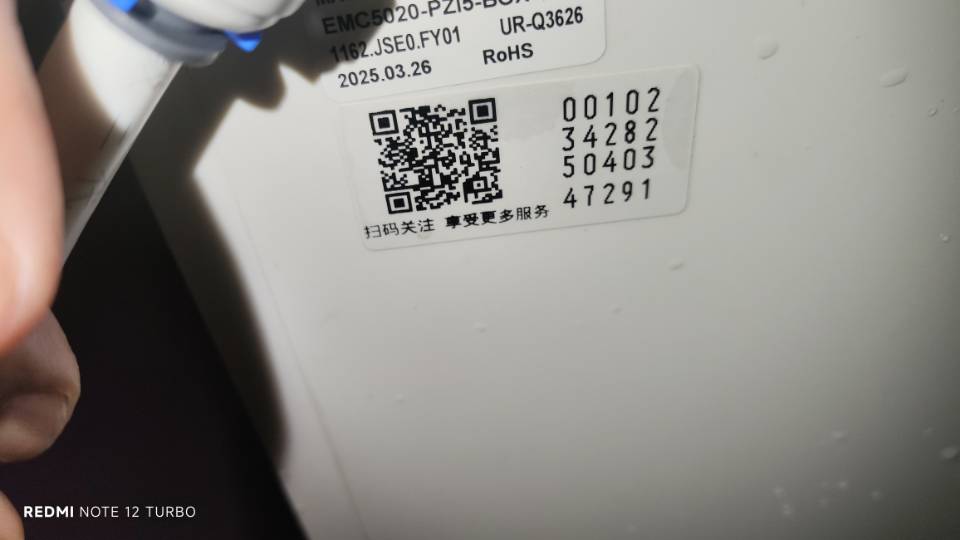 EMC5020-PZI5-BOX
1162.JSE0.FY01 UR-Q3626
2025.03.26 RoHS
00102
34282
50403
47291
扫码关注 享受更多服务
REDMI NOTE 12 TURBO